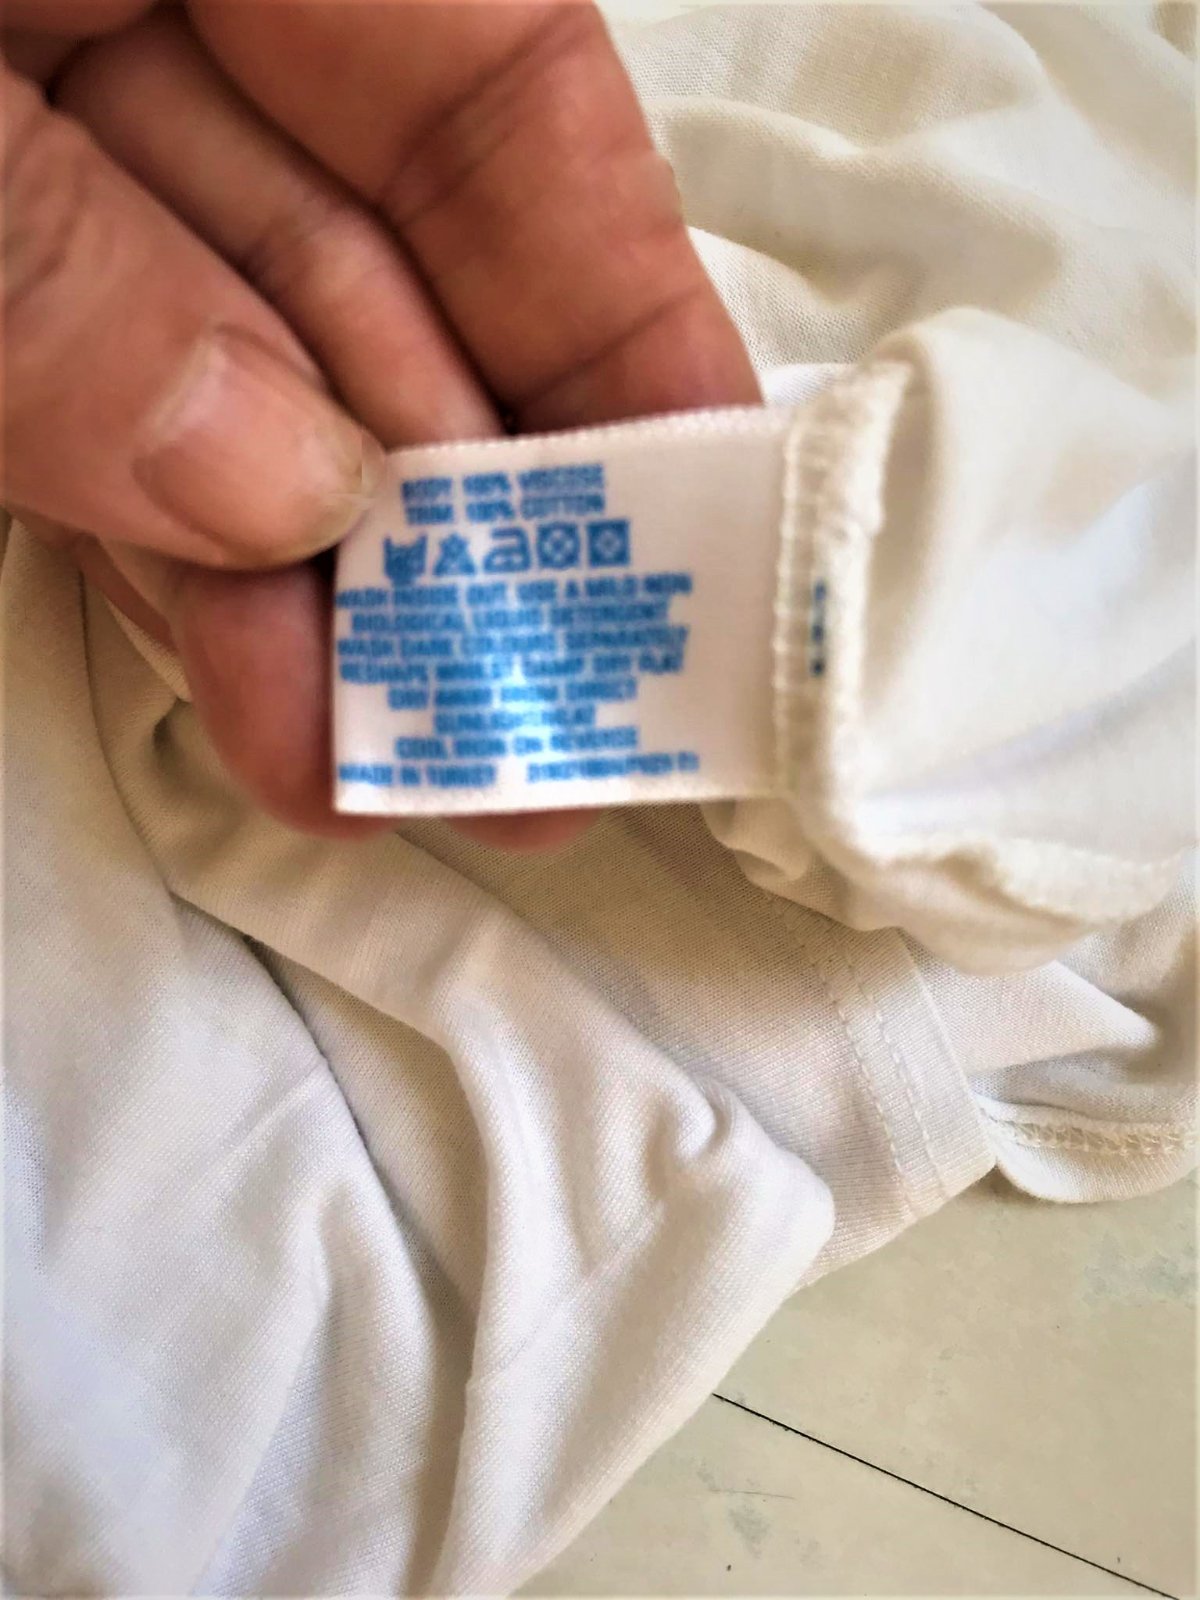 BODY 100% VISCOSE
TRIM 100% COTTON
WASH INSIDE OUT, USE A MILD NON
BIOLOGICAL LIQUID DETERGENT
WASH DARK COLOURS SEPARATELY
RESHAPE WHILST DAMP DRY FLAT
DRY AWAY FROM DIRECT
SUNLIGHT/HEAT
COOL IRON ON REVERSE
MADE IN TURKEY